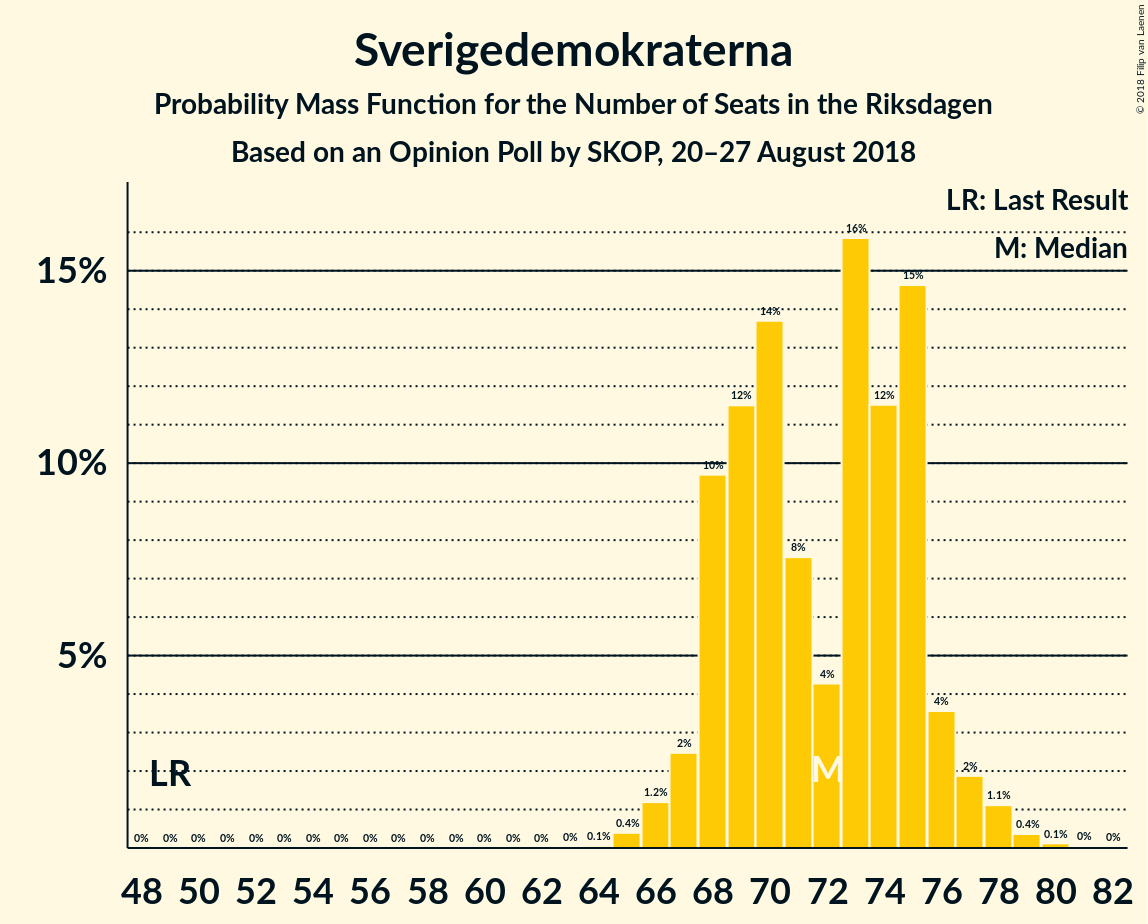 Sverigedemokraterna
Probability Mass Function for the Number of Seats in the Riksdagen
Based on an Opinion Poll by SKOP, 20–27 August 2018
© 2018 Filip van Laenen
LR: Last Result
M: Median
15%
10%
5%
0% 0% 0% 0% 0% 0% 0% 0% 0% 0% 0% 0% 0% 0% 0% 0% 0.1% 0.4% 1.2% 2% 10% 12% 14% 8% 4% 16% 12% 15% 4% 2% 1.1% 0.4% 0.1% 0% 0%
LR
M
48 50 52 54 56 58 60 62 64 66 68 70 72 74 76 78 80 82